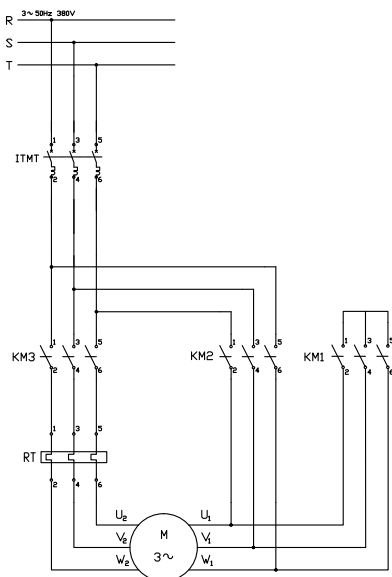 3~50Hz 380V
R
S
T
1 3 5
ITMT
2 4 6
1 3 5 1 3 5 1 3 5
KM3 KM2 KM1
2 4 6 2 4 6 2 4 6
1 3 5
RT
2 4 6
U2 U1
M
V2 V1
3~
W2 W1